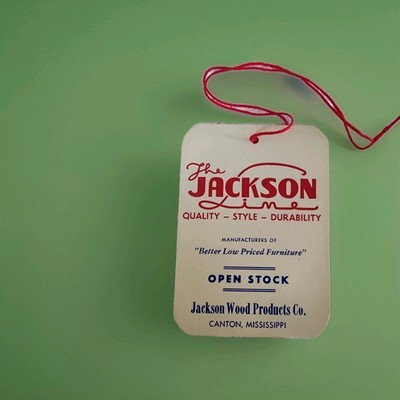 The
JACKSON
Line
QUALITY – STYLE – DURABILITY
MANUFACTURERS OF
"Better Low Priced Furniture"
OPEN STOCK
Jackson Wood Products Co.
CANTON, MISSISSIPPI